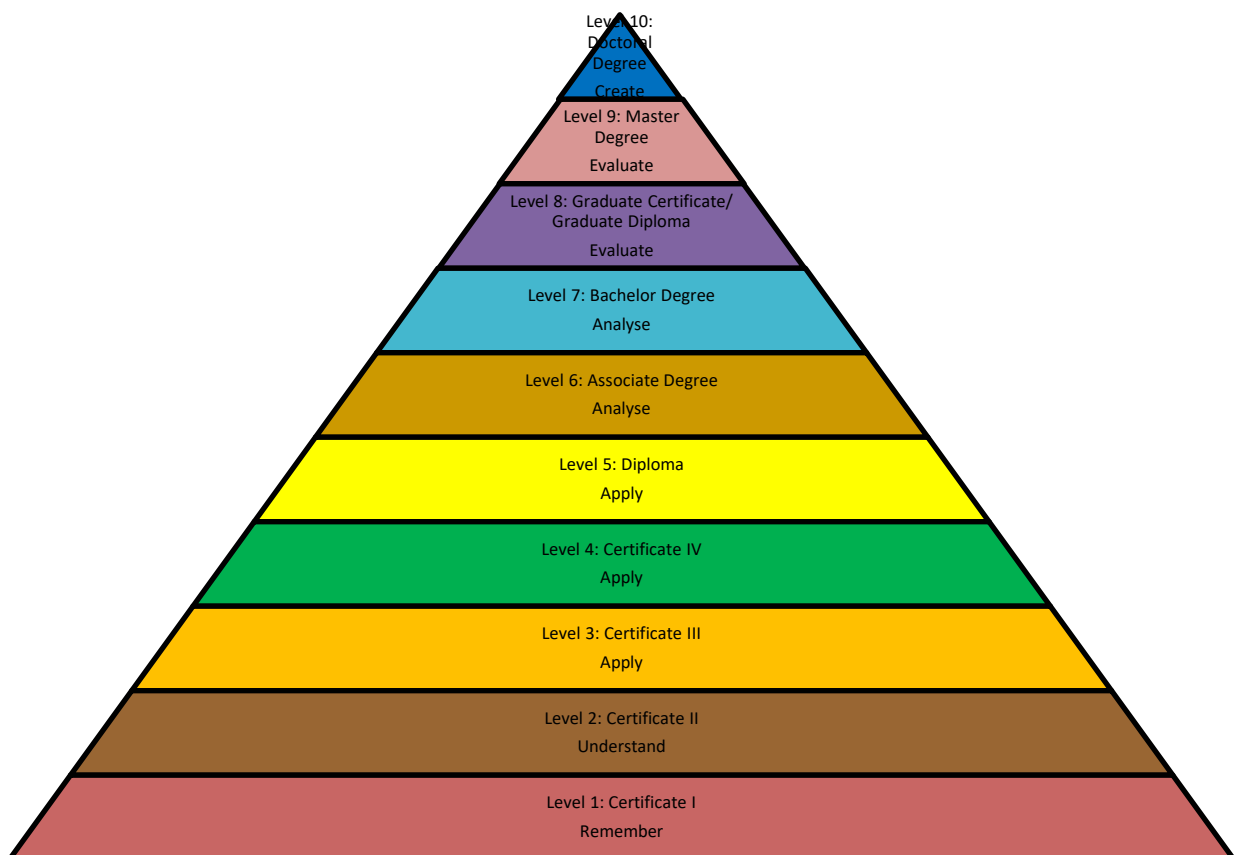 Level 10:
Doctoral
Degree
Create
Level 9: Master
Degree
Evaluate
Level 8: Graduate Certificate/
Graduate Diploma
Evaluate
Level 7: Bachelor Degree
Analyse
Level 6: Associate Degree
Analyse
Level 5: Diploma
Apply
Level 4: Certificate IV
Apply
Level 3: Certificate III
Apply
Level 2: Certificate II
Understand
Level 1: Certificate I
Remember